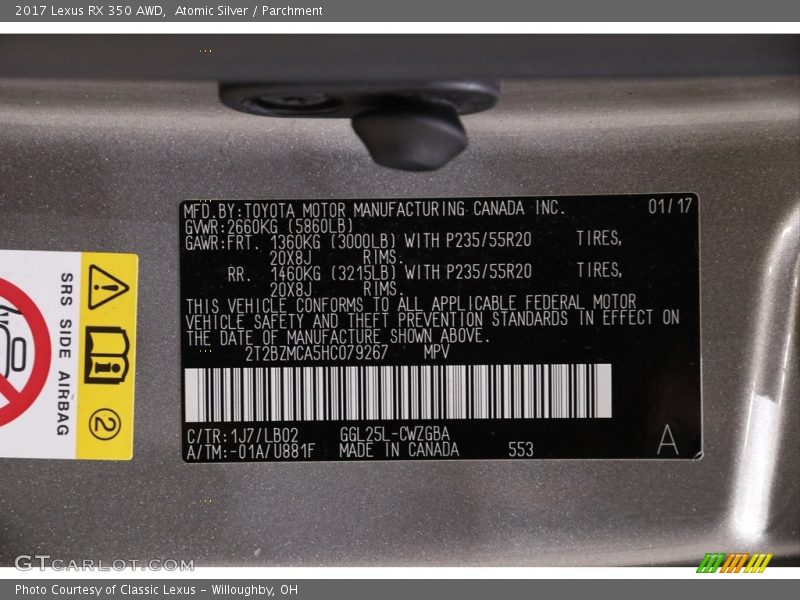 2017 Lexus RX 350 AWD, Atomic Silver / Parchment
MFD.BY:TOYOTA MOTOR MANUFACTURING CANADA INC. 01/17
GVWR:2660KG (5860LB)
GAWR:FRT. 1360KG (3000LB) WITH P235/55R20 TIRES,
20X8J RIMS.
RR. 1460KG (3215LB) WITH P235/55R20 TIRES,
20X8J RIMS.
THIS VEHICLE CONFORMS TO ALL APPLICABLE FEDERAL MOTOR
VEHICLE SAFETY AND THEFT PREVENTION STANDARDS IN EFFECT ON
THE DATE OF MANUFACTURE SHOWN ABOVE.
2T2BZMCA5HC079267 MPV
C/TR:1J7/LB02 GGL25L-CWZGBA
A/TM:-01A/U881F MADE IN CANADA 553 A
SRS SIDE AIRBAG
2
GTCarLot.com
Photo Courtesy of Classic Lexus - Willoughby, OH